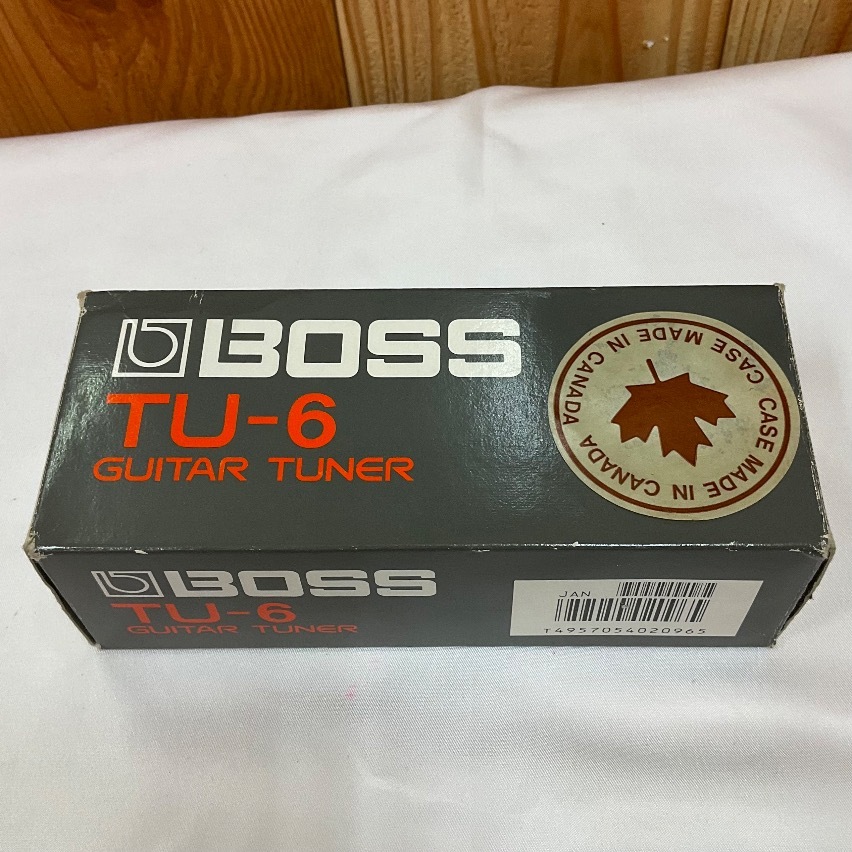 BOSS
TU-6
GUITAR TUNER
CASE MADE IN CANADA
CASE MADE IN CANADA
BOSS
TU-6
GUITAR TUNER
JAN
T4957054020965